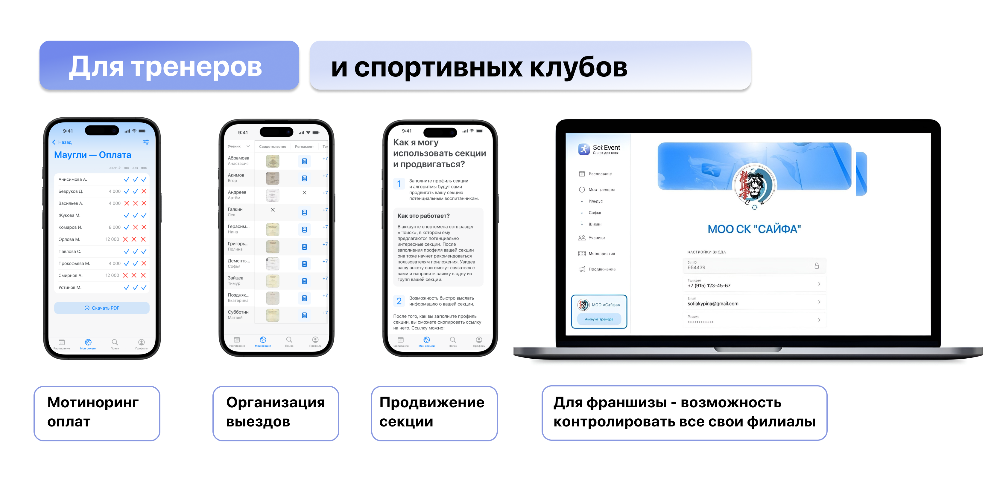 Для тренеров
и спортивных клубов
9:41
Назад
Маугли — Оплата
долг, ₽ ноя дек янв
Анисимова А.
Безруков Д. 4 000
Васильев А. 4 000
Жукова М.
Комаров И. 8 000
Орлова М. 12 000
Павлова С.
Прокофьева М. 4 000
Смирнов А. 12 000
Устинов М.
Скачать PDF
Расписание Мои секции Поиск Профиль
9:41
Ученик Свидетельство Регламент Тел
Абрамова +7
Анастасия
Акимов +7
Егор
Андреев +7
Артём
Галкин +7
Лев
Герасим... +7
Нина
Григорь... +7
Полина
Дементь... +7
Софья
Зайцев +7
Тимур
Поздняк... +7
Екатерина
Субботин +7
Матвей
Расписание Мои секции Поиск Профиль
9:41
Как я могу
использовать секции
и продвигаться?
1
Заполните профиль секции
и алгоритмы будут сами
продвигать вашу секцию
потенциальным воспитанникам.
Как это работает?
В аккаунте спортсмена есть раздел
«Поиск», в котором ему
предлагаются потенциально
интересные секции. После
заполнения профиля вашей секции
она тоже начнет рекомендоваться
пользователям приложения. Увидев
вашу анкету они смогут связаться с
вами и направить заявку в одну из
групп вашей секции.
2
Возможность быстро выслать
информацию о вашей секции.
После того, как вы заполните профиль
секции, вы сможете скопировать ссылку
на него. Ссылку можно:
Расписание Мои секции Поиск Профиль
Set Event
Спорт для всех
Расписание
Мои тренеры
Ильдус
Софья
Шихан
Ученики
Мероприятия
Продвижение
МОО «Сайфа»
Аккаунт тренера
МОО СК "САЙФА"
НАСТРОЙКИ ВХОДА
Set ID
984439
Телефон
+7 (915) 123-45-67
Email
sofiakypina@gmail.com
Пароль
Мотиноринг
оплат
Организация
выездов
Продвижение
секции
Для франшизы - возможность
контролировать все свои филиалы